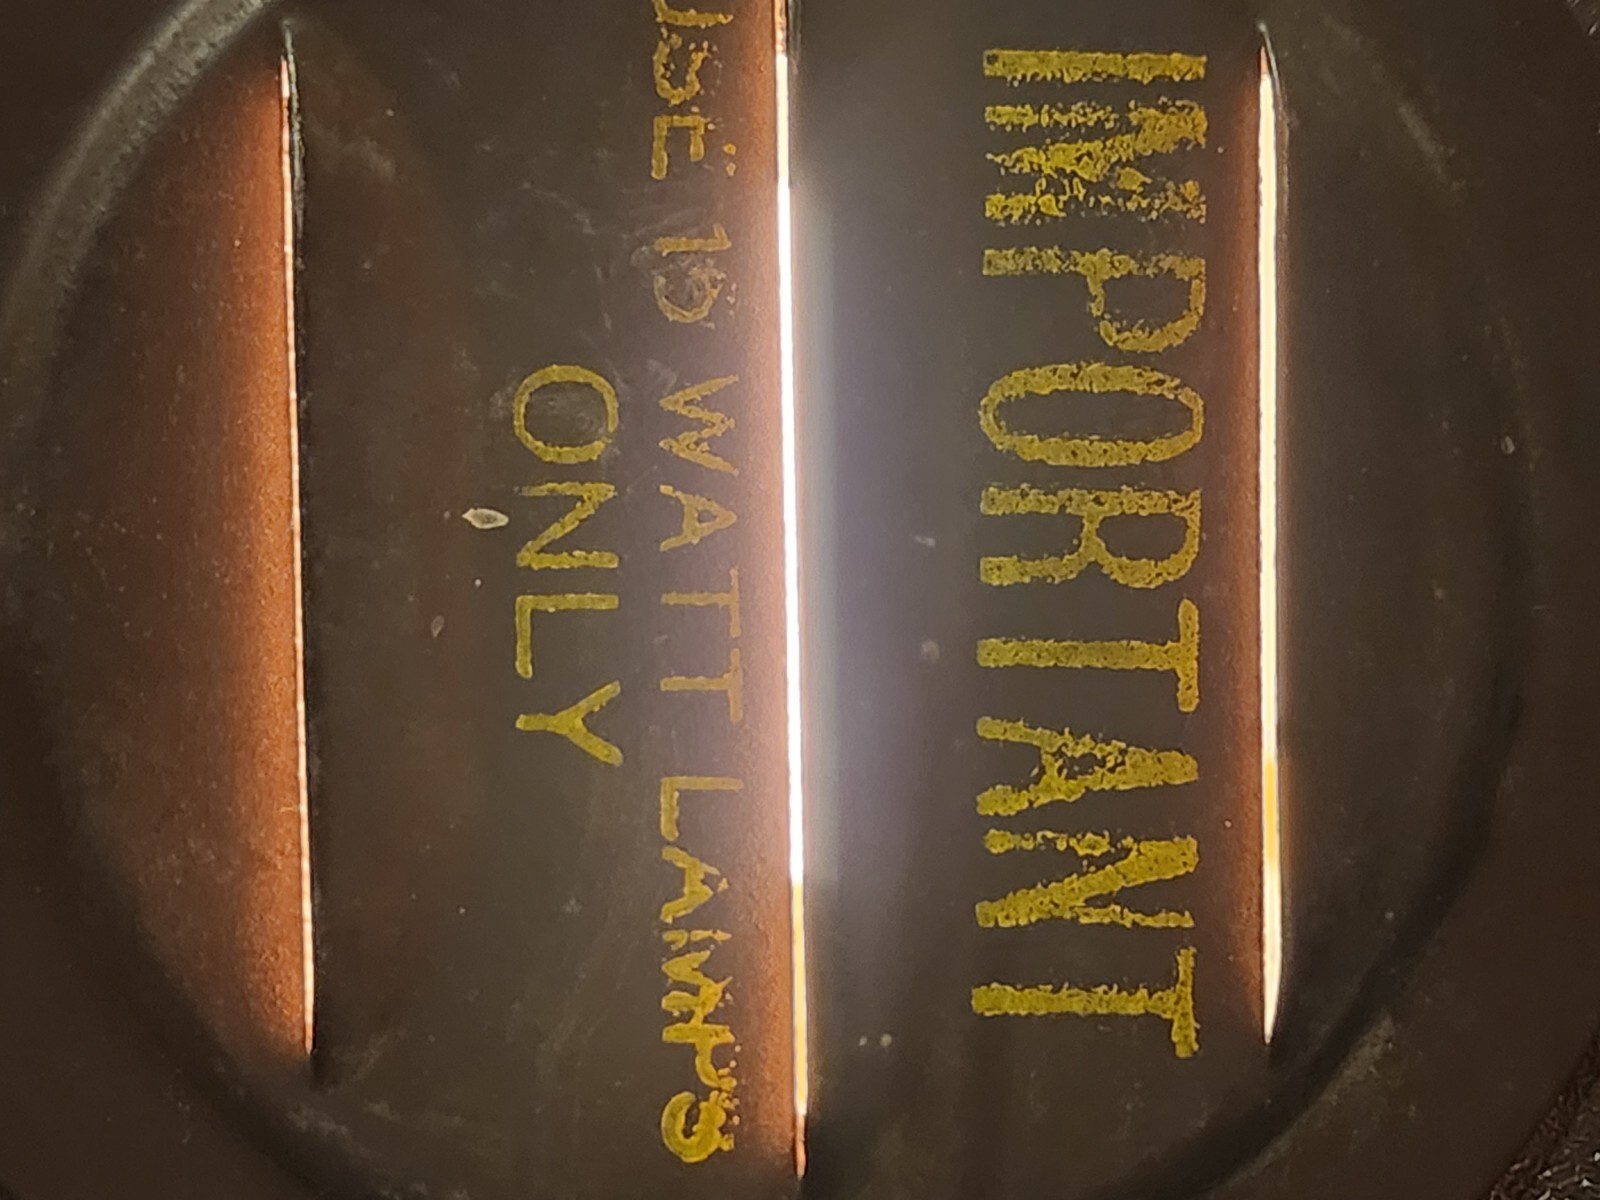 IMPORTANT
USE 15 WATT LAMPS
ONLY